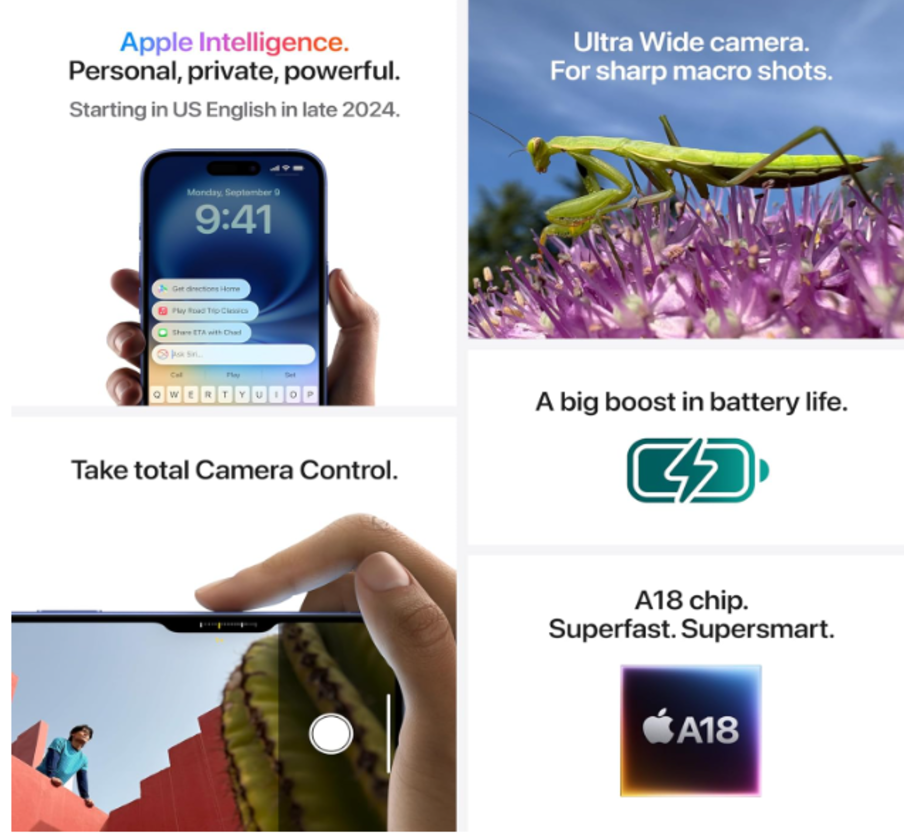 Apple Intelligence.
Personal, private, powerful.
Starting in US English in late 2024.
Monday, September 9
9:41
Get directions Home
Play Road Trip Classics
Share ETA with Chad
Ask Siri...
Call Play Set
Q W E R T Y U I O P
Take total Camera Control.
Ultra Wide camera.
For sharp macro shots.
A big boost in battery life.
A18 chip.
Superfast. Supersmart.
A18